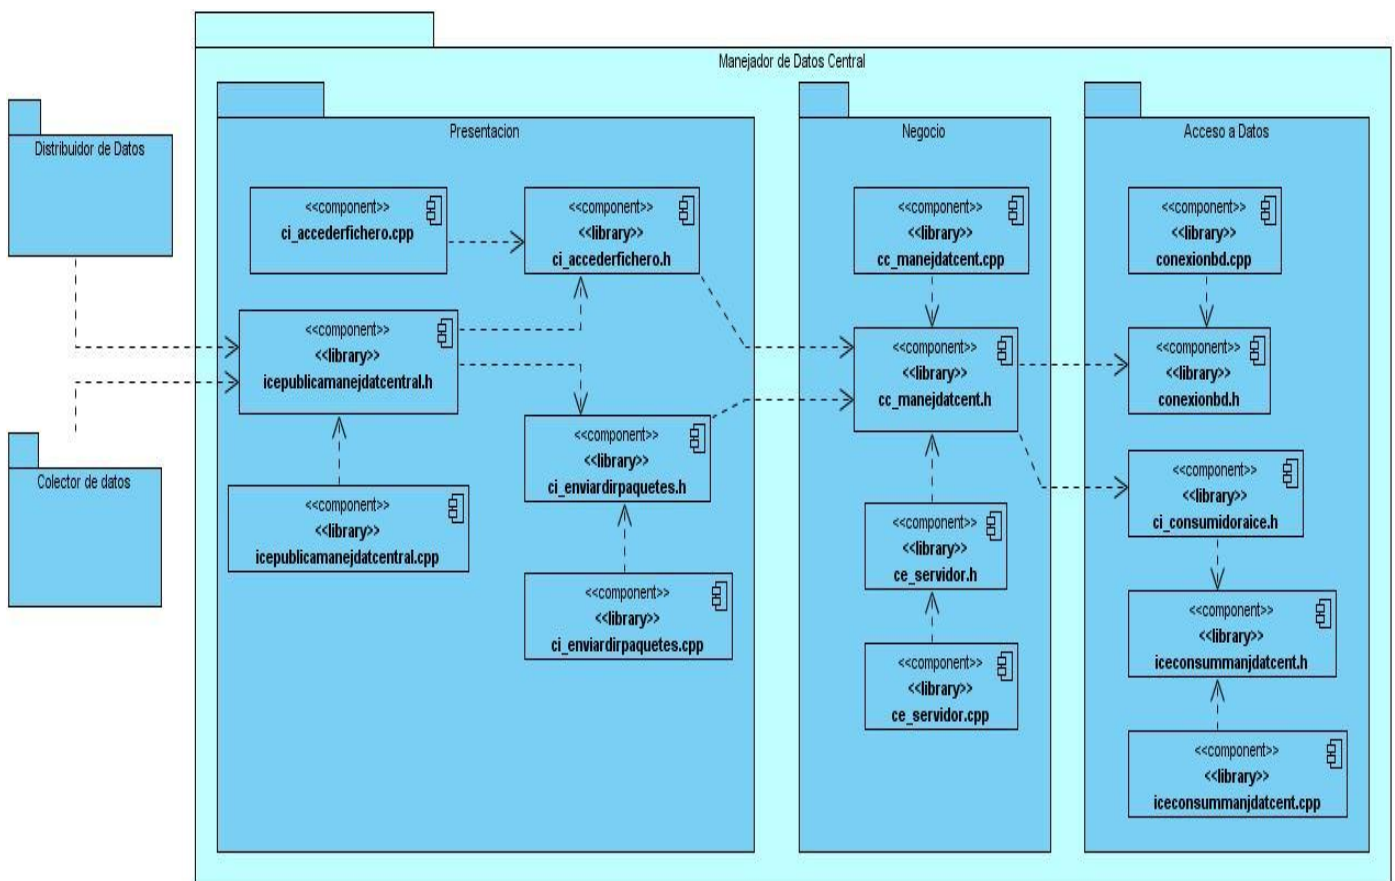 Manejador de Datos Central
Distribuidor de Datos
Colector de datos
Presentacion
<<component>>
ci_accederfichero.cpp
<<component>>
<<library>>
ci_accederfichero.h
<<component>>
<<library>>
icepublicamanejdatcentral.h
<<component>>
<<library>>
ci_enviardirpaquetes.h
<<component>>
<<library>>
icepublicamanejdatcentral.cpp
<<component>>
<<library>>
ci_enviardirpaquetes.cpp
Negocio
<<component>>
<<library>>
cc_manejdatcent.cpp
<<component>>
<<library>>
cc_manejdatcent.h
<<component>>
<<library>>
ce_servidor.h
<<component>>
<<library>>
ce_servidor.cpp
Acceso a Datos
<<component>>
<<library>>
conexionbd.cpp
<<component>>
<<library>>
conexionbd.h
<<component>>
<<library>>
ci_consumidoraice.h
<<component>>
<<library>>
iceconsummanjdatcent.h
<<component>>
<<library>>
iceconsummanjdatcent.cpp